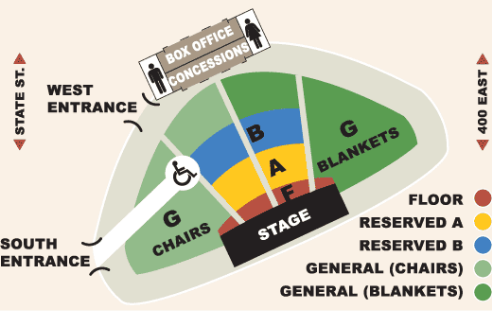 BOX OFFICE
CONCESSIONS
STATE ST.
WEST
ENTRANCE
400 EAST
B
G
BLANKETS
A
F
G
CHAIRS
STAGE
SOUTH
ENTRANCE
FLOOR
RESERVED A
RESERVED B
GENERAL (CHAIRS)
GENERAL (BLANKETS)